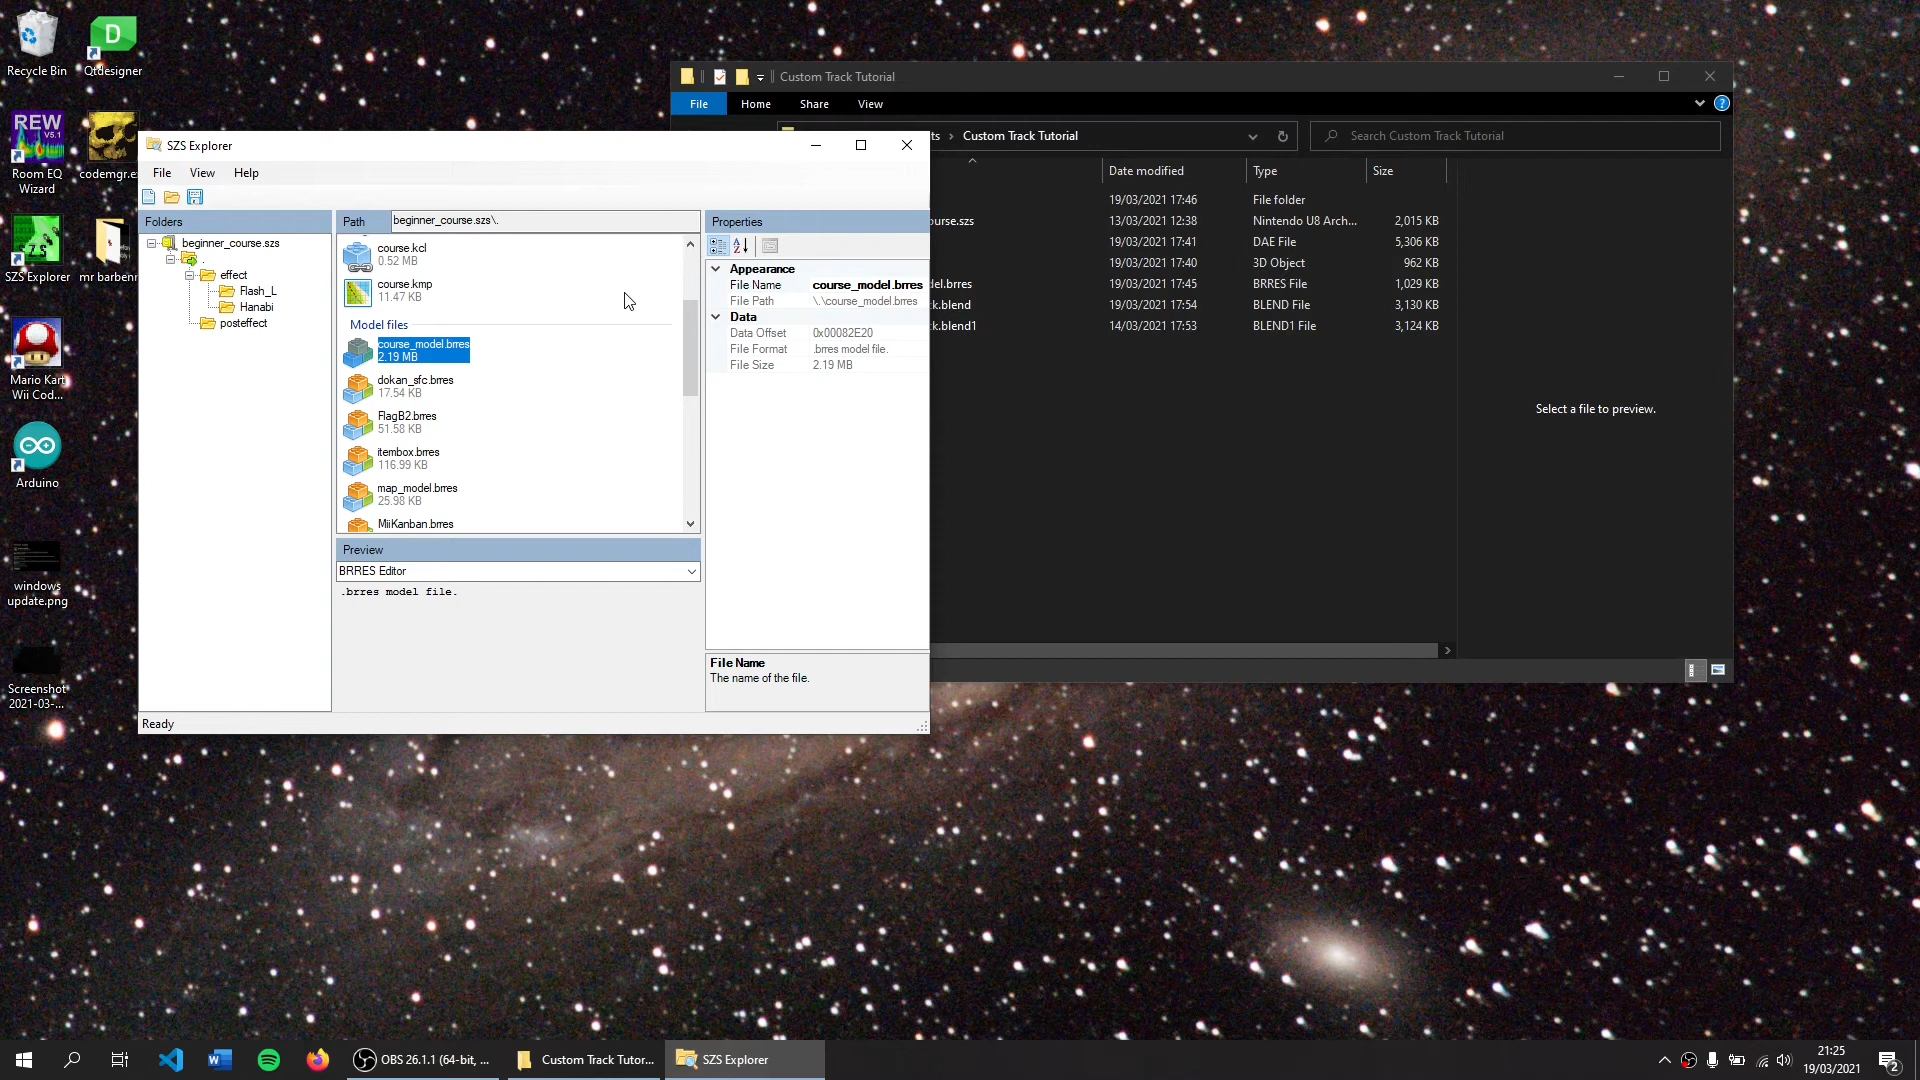 Recycle Bin
Qtdesigner
REW
V5.1
Room EQ
Wizard
codemgr.e
SZS
SZS Explorer
mr barben
Mario Kart
Wii Cod...
Arduino
windows
update.png
Screenshot
2021-03-...
Custom Track Tutorial
File Home Share View
ts › Custom Track Tutorial
Search Custom Track Tutorial
Date modified Type Size
19/03/2021 17:46 File folder
ourse.szs 13/03/2021 12:38 Nintendo U8 Arch... 2,015 KB
19/03/2021 17:41 DAE File 5,306 KB
19/03/2021 17:40 3D Object 962 KB
del.brres 19/03/2021 17:45 BRRES File 1,029 KB
k.blend 19/03/2021 17:54 BLEND File 3,130 KB
k.blend1 14/03/2021 17:53 BLEND1 File 3,124 KB
Select a file to preview.
SZS Explorer
File View Help
Folders
beginner_course.szs
.
effect
Flash_L
Hanabi
posteffect
Path beginner_course.szs\.
course.kcl
0.52 MB
course.kmp
11.47 KB
Model files
course_model.brres
2.19 MB
dokan_sfc.brres
17.54 KB
FlagB2.brres
51.58 KB
itembox.brres
116.99 KB
map_model.brres
25.98 KB
MiiKanban.brres
Preview
BRRES Editor
.brres model file.
Properties
Appearance
File Name course_model.brres
File Path \.\course_model.brres
Data
Data Offset 0x00082E20
File Format .brres model file.
File Size 2.19 MB
File Name
The name of the file.
Ready
OBS 26.1.1 (64-bit, ...
Custom Track Tutor...
SZS Explorer
21:25
19/03/2021
2